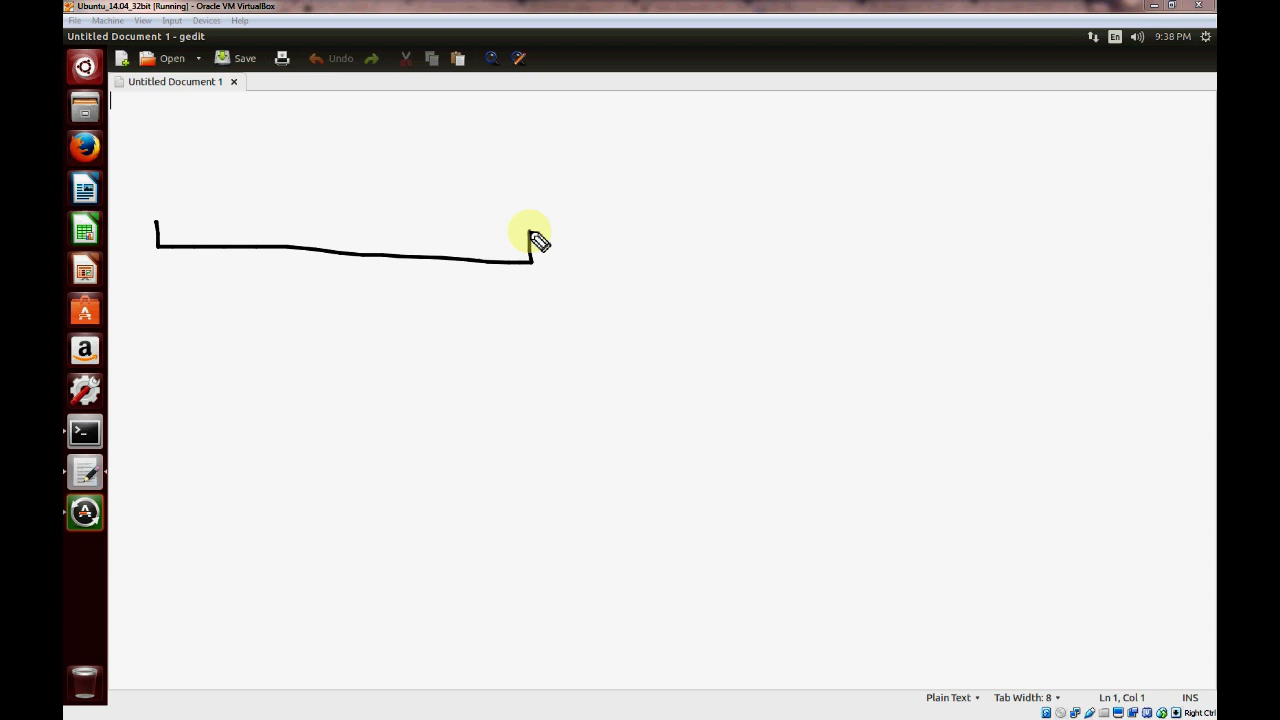 Ubuntu_14.04_32bit [Running] - Oracle VM VirtualBox
File Machine View Input Devices Help
Untitled Document 1 - gedit
En
9:38 PM
Open
Save
Undo
Untitled Document 1
Plain Text
Tab Width: 8
Ln 1, Col 1
INS
Right Ctrl